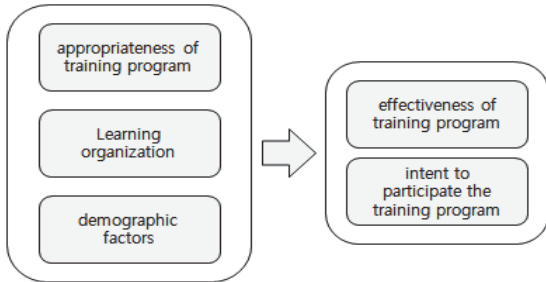 appropriateness of
training program
Learning
organization
demographic
factors
effectiveness of
training program
intent to
participate the
training program